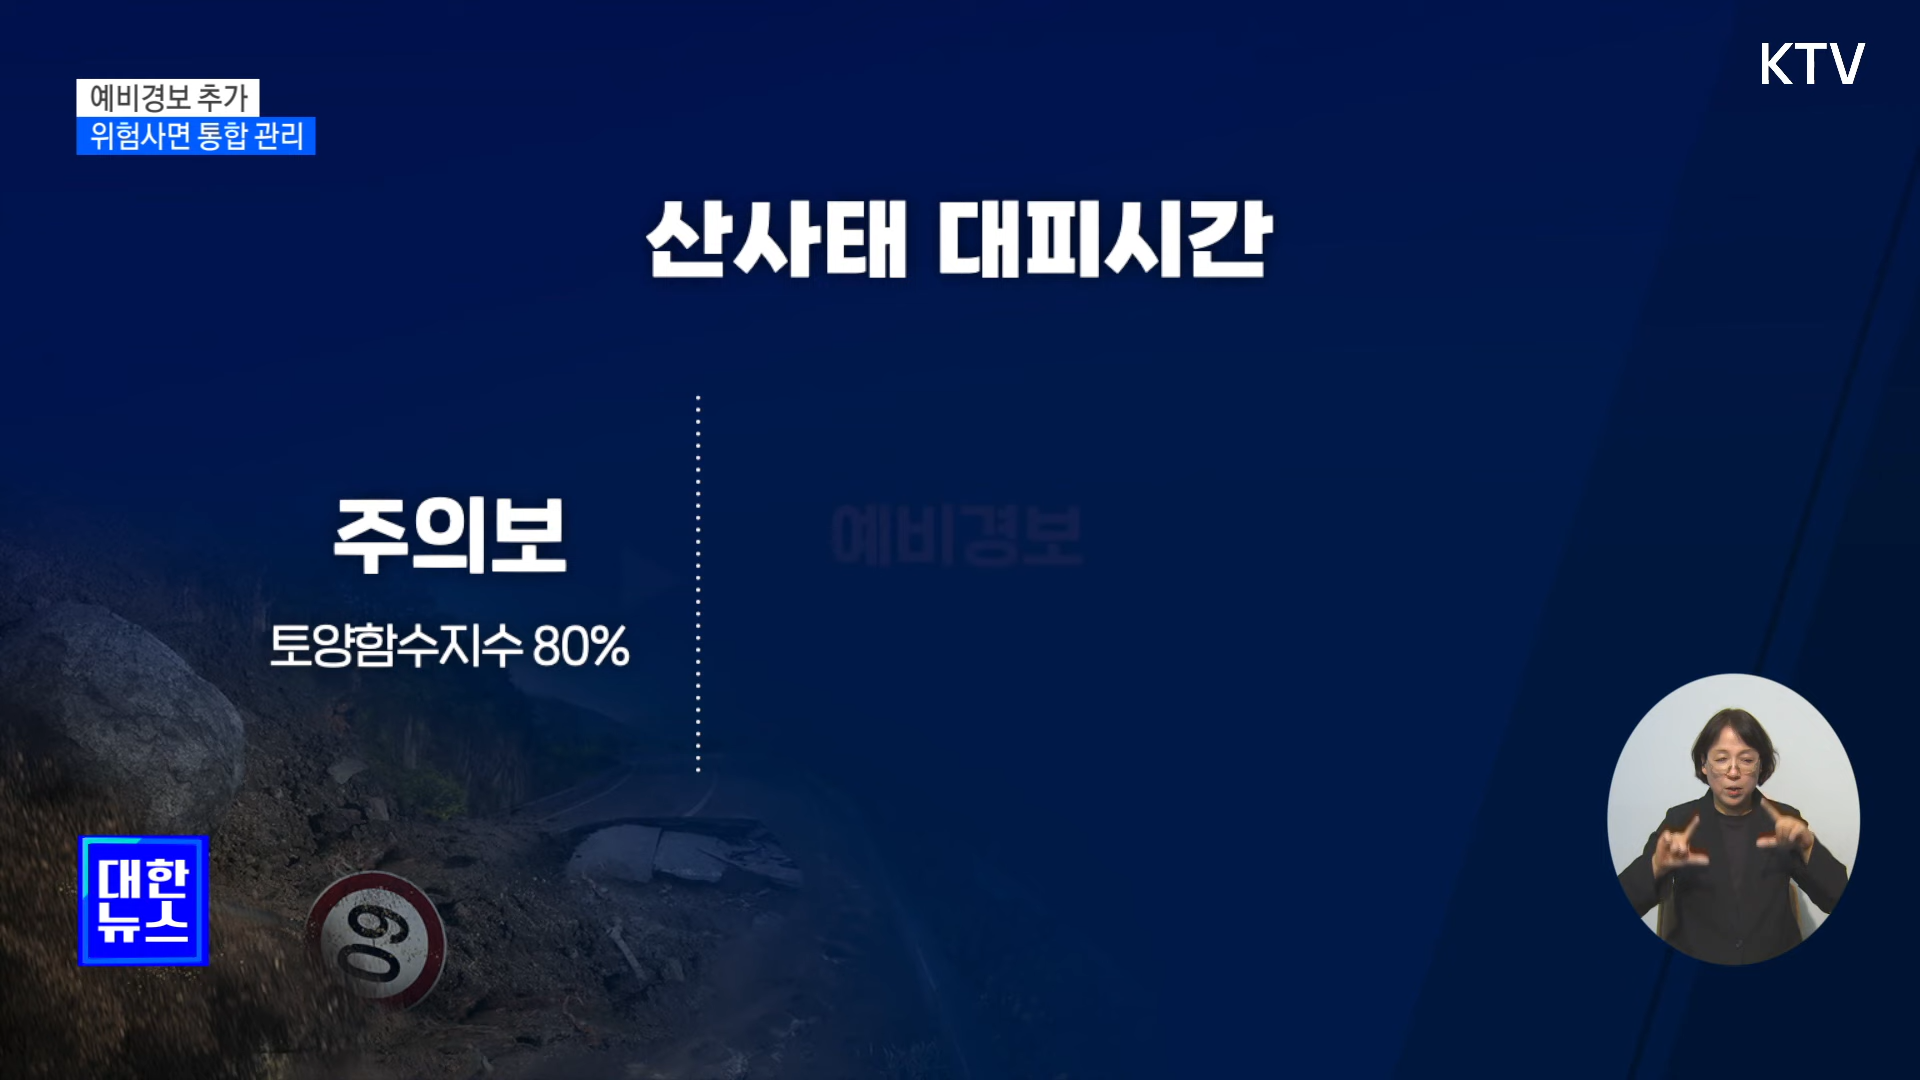 KTV
예비경보 추가
위험사면 통합 관리
산사태 대피시간
주의보
토양함수지수 80%
예비경보
대한
뉴스
60